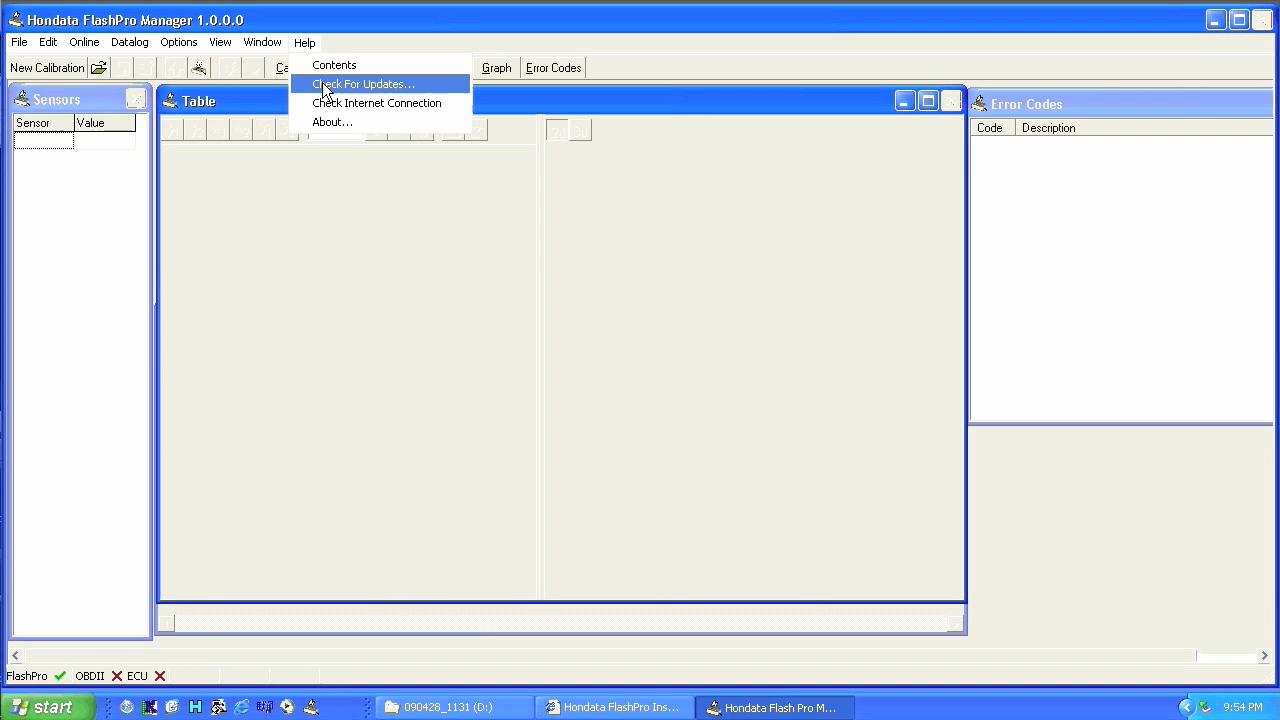 Hondata FlashPro Manager 1.0.0.0
File Edit Online Datalog Options View Window Help
New Calibration Graph Error Codes
Contents
Check For Updates...
Check Internet Connection
About...
Sensors
Sensor Value
Table
Error Codes
Code Description
FlashPro OBDII ECU
start 090428_1131 (D:) Hondata FlashPro Ins... Hondata Flash Pro M... 9:54 PM